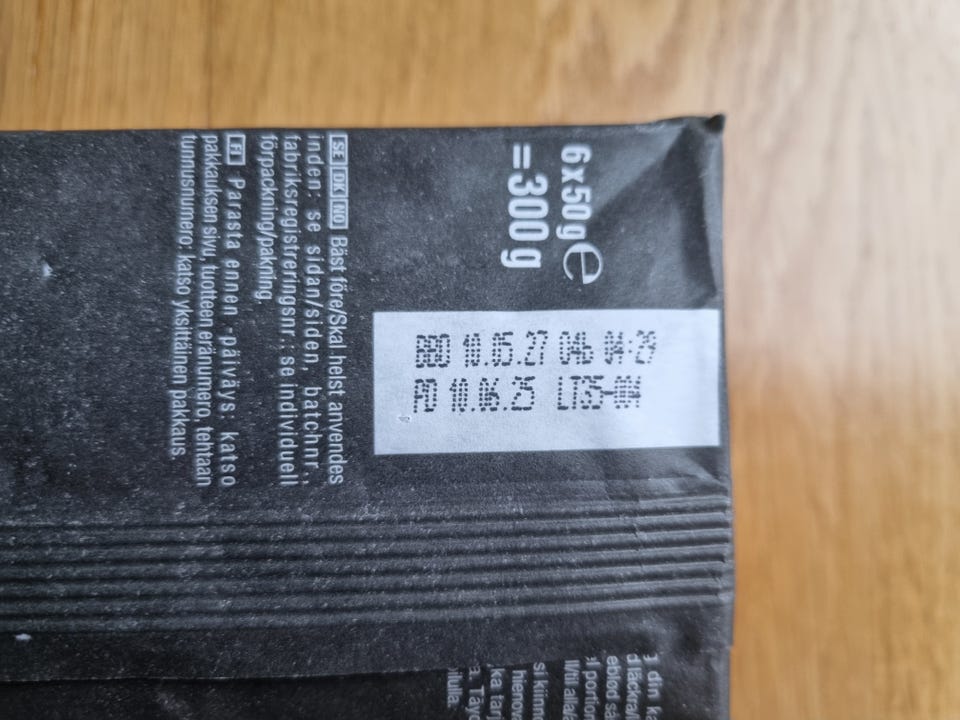 6x50g e
=300 g
BBD 10.05.27 04b 04:29
PD 10.06.25 LT35-004
SE DK NO Bäst före/Skal helst anvendes
inden: se sidan/siden, batchnr.,
fabriksregistreringsnr.: se individuell
förpackning/pakning.
FI Parasta ennen -päiväys: katso
pakkauksen sivu, tuotteen eränumero, tehtaan
tunnusnumero: katso yksittäinen pakkaus.